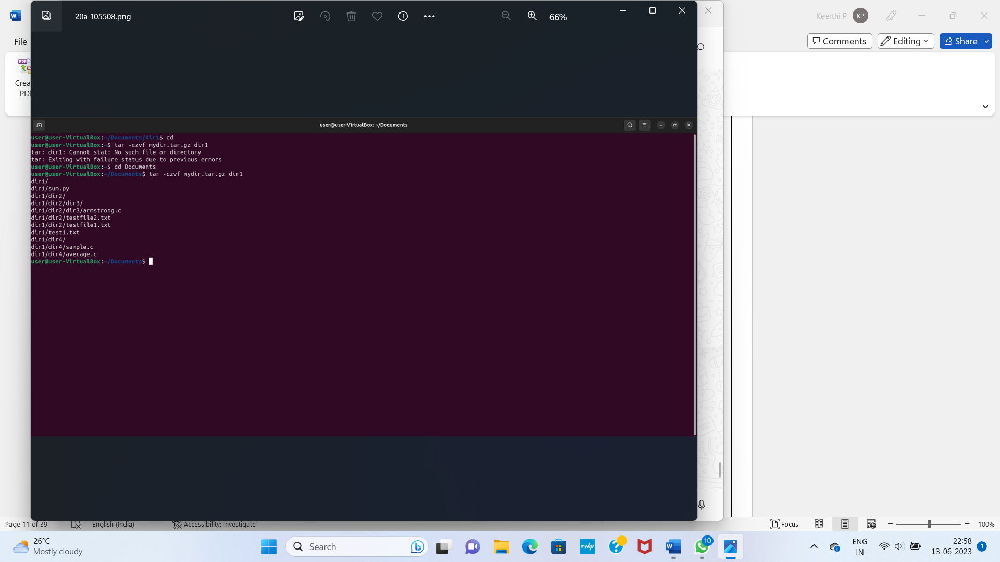 20a_105508.png
66%
Keerthi P
KP
File
Comments
Editing
Share
PDF
Crea
PD
user@user-VirtualBox: ~/Documents
user@user-VirtualBox:~/Documents/dir1$ cd
user@user-VirtualBox:~$ tar -czvf mydir.tar.gz dir1
tar: dir1: Cannot stat: No such file or directory
tar: Exiting with failure status due to previous errors
user@user-VirtualBox:~$ cd Documents
user@user-VirtualBox:~/Documents$ tar -czvf mydir.tar.gz dir1
dir1/
dir1/sum.py
dir1/dir2/
dir1/dir2/dir3/
dir1/dir2/dir3/armstrong.c
dir1/dir2/testfile2.txt
dir1/dir2/testfile1.txt
dir1/test1.txt
dir1/dir4/
dir1/dir4/sample.c
dir1/dir4/average.c
user@user-VirtualBox:~/Documents$
Page 11 of 39
English (India)
Accessibility: Investigate
Focus
100%
26°C
Mostly cloudy
Search
myhp
10
ENG
IN
22:58
13-06-2023
1